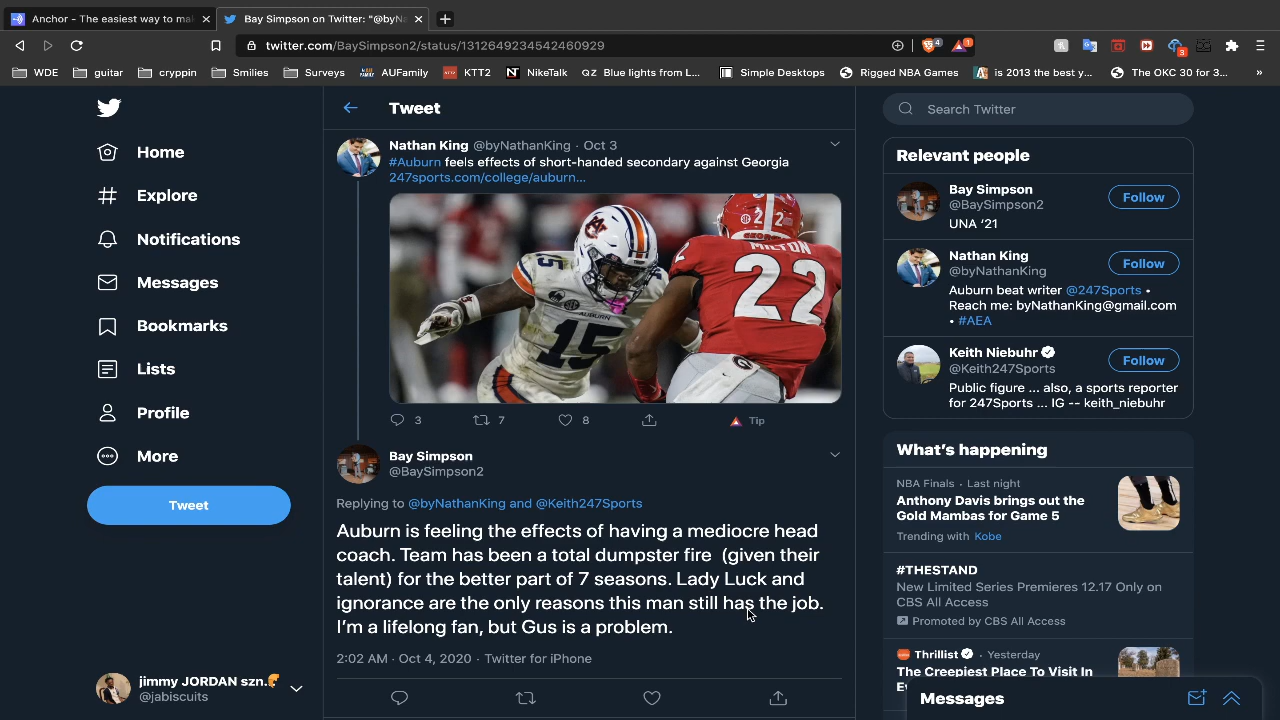 Anchor - The easiest way to mal
Bay Simpson on Twitter: "@byNa
twitter.com/BaySimpson2/status/1312649234542460929
4
1
3
WDE
guitar
cryppin
Smilies
Surveys
AUFamily
KTT2
NikeTalk
Blue lights from L...
Simple Desktops
Rigged NBA Games
is 2013 the best y...
The OKC 30 for 3...
»
Home
Explore
Notifications
Messages
Bookmarks
Lists
Profile
More
Tweet
jimmy JORDAN szn.
@jabiscuits
Tweet
Nathan King @byNathanKing · Oct 3
#Auburn feels effects of short-handed secondary against Georgia
247sports.com/college/auburn...
AUBURN
15
15
22
MILTON
22
G
3
7
8
Tip
Bay Simpson
@BaySimpson2
Replying to @byNathanKing and @Keith247Sports
Auburn is feeling the effects of having a mediocre head
coach. Team has been a total dumpster fire (given their
talent) for the better part of 7 seasons. Lady Luck and
ignorance are the only reasons this man still has the job.
I'm a lifelong fan, but Gus is a problem.
2:02 AM · Oct 4, 2020 · Twitter for iPhone
Search Twitter
Relevant people
Bay Simpson
@BaySimpson2
Follow
UNA '21
Nathan King
@byNathanKing
Follow
Auburn beat writer @247Sports •
Reach me: byNathanKing@gmail.com
• #AEA
Keith Niebuhr
@Keith247Sports
Follow
Public figure ... also, a sports reporter
for 247Sports ... IG -- keith_niebuhr
What's happening
NBA Finals · Last night
Anthony Davis brings out the
Gold Mambas for Game 5
Trending with Kobe
#THESTAND
New Limited Series Premieres 12.17 Only on
CBS All Access
Promoted by CBS All Access
Thrillist · Yesterday
The Creepiest Place To Visit In
Messages